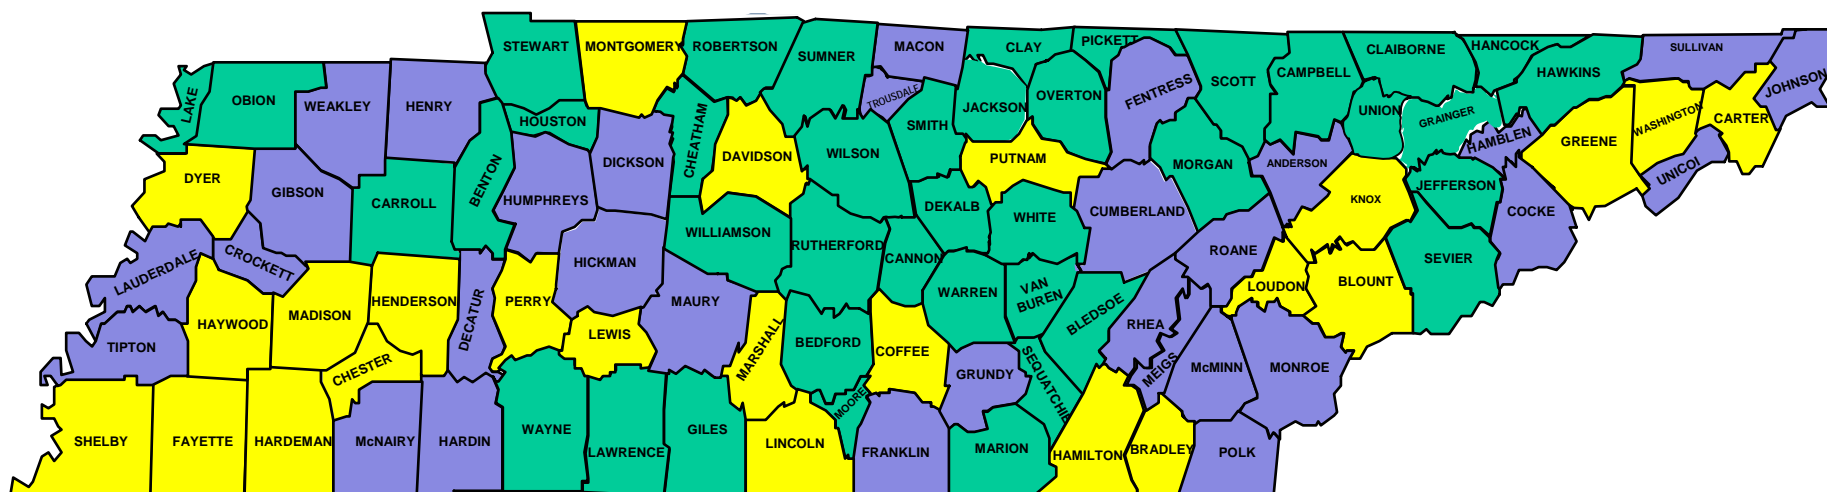 STEWART
MONTGOMERY
ROBERTSON
SUMNER
MACON
CLAY
PICKETT
SCOTT
CAMPBELL
CLAIBORNE
HANCOCK
HAWKINS
SULLIVAN
JOHNSON
LAKE
OBION
WEAKLEY
HENRY
HOUSTON
CHEATHAM
TROUSDALE
SMITH
JACKSON
OVERTON
FENTRESS
UNION
GRAINGER
HAMBLEN
GREENE
WASHINGTON
CARTER
UNICOI
DYER
GIBSON
CARROLL
BENTON
HUMPHREYS
DICKSON
DAVIDSON
WILSON
PUTNAM
MORGAN
ANDERSON
KNOX
JEFFERSON
COCKE
LAUDERDALE
CROCKETT
WILLIAMSON
RUTHERFORD
CANNON
DEKALB
WHITE
CUMBERLAND
ROANE
LOUDON
BLOUNT
SEVIER
TIPTON
HAYWOOD
MADISON
HENDERSON
DECATUR
PERRY
HICKMAN
LEWIS
MAURY
MARSHALL
BEDFORD
COFFEE
WARREN
VAN
BUREN
BLEDSOE
RHEA
MEIGS
McMINN
MONROE
CHESTER
MOORE
GRUNDY
SEQUATCHIE
SHELBY
FAYETTE
HARDEMAN
McNAIRY
HARDIN
WAYNE
LAWRENCE
GILES
LINCOLN
FRANKLIN
MARION
HAMILTON
BRADLEY
POLK